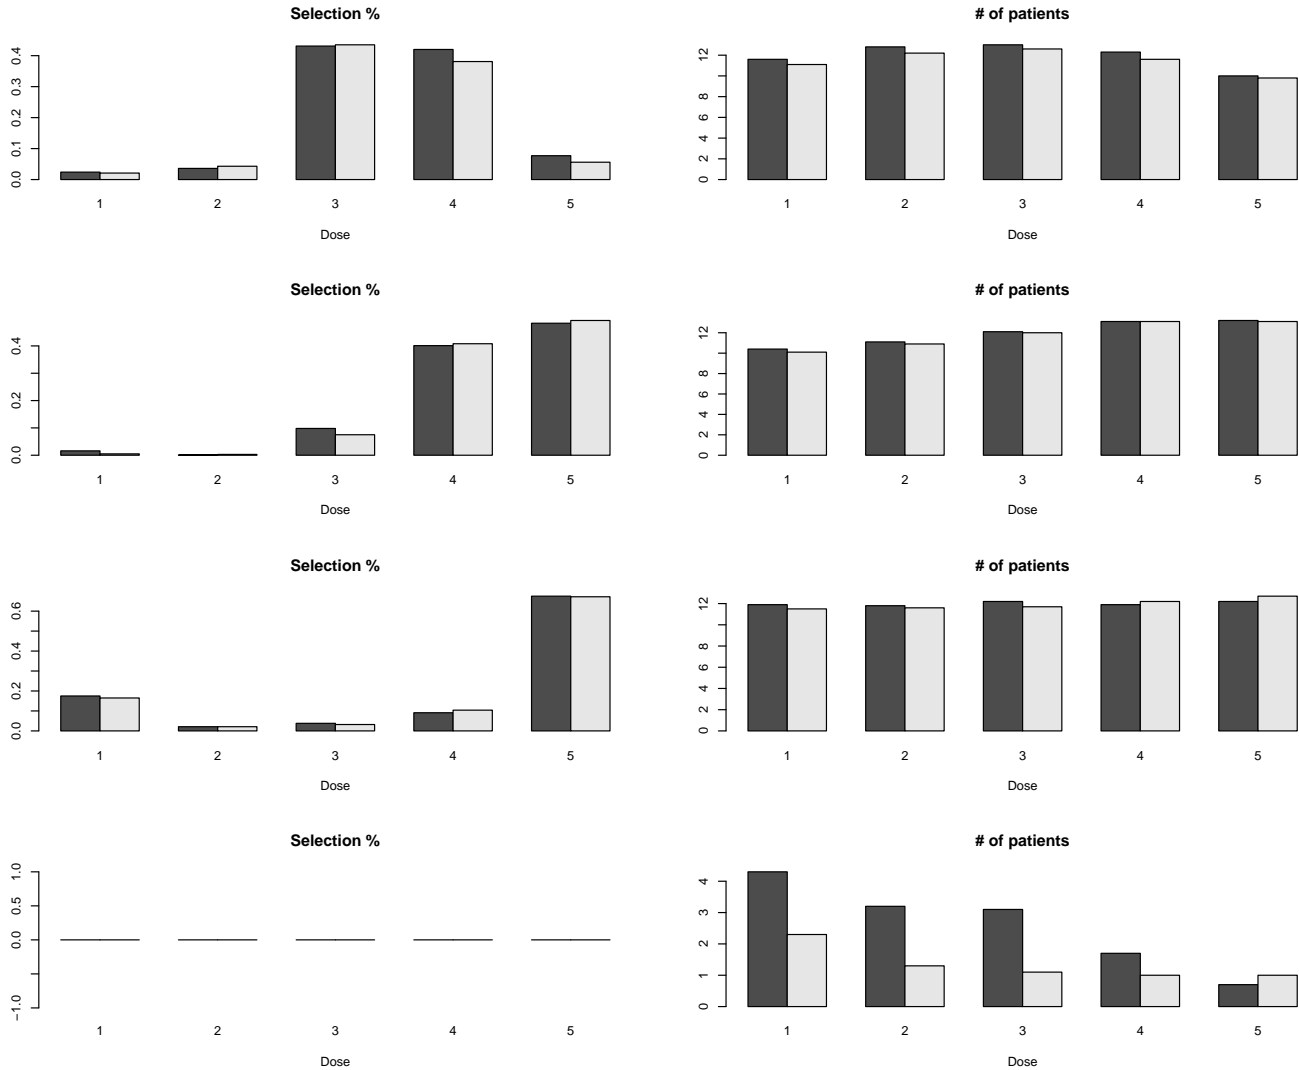 Selection %
0.0 0.1 0.2 0.3 0.4
1 2 3 4 5
Dose
# of patients
0 2 4 6 8 12
1 2 3 4 5
Dose
Selection %
0.0 0.2 0.4
1 2 3 4 5
Dose
# of patients
0 2 4 6 8 12
1 2 3 4 5
Dose
Selection %
0.0 0.2 0.4 0.6
1 2 3 4 5
Dose
# of patients
0 2 4 6 8 12
1 2 3 4 5
Dose
Selection %
−1.0 0.0 0.5 1.0
1 2 3 4 5
Dose
# of patients
0 1 2 3 4
1 2 3 4 5
Dose